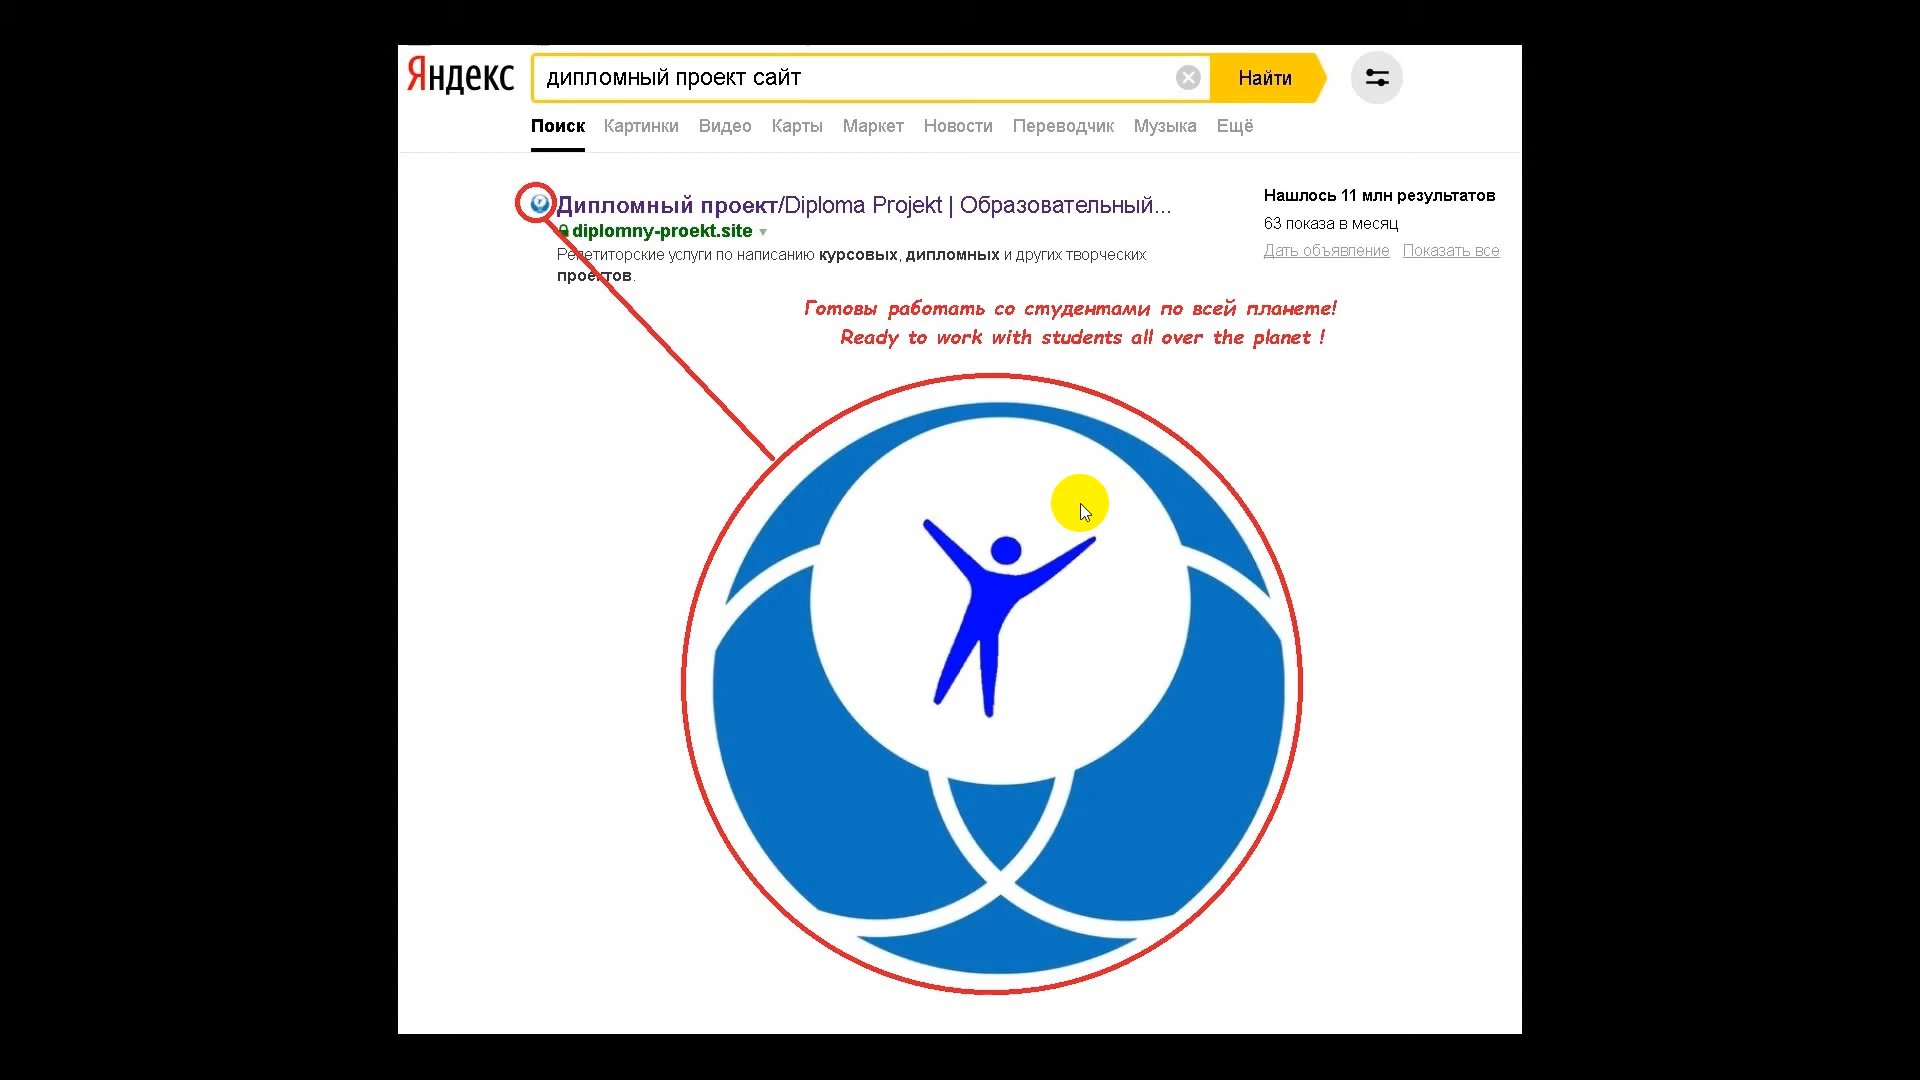 Яндекс
дипломный проект сайт
Найти
Поиск Картинки Видео Карты Маркет Новости Переводчик Музыка Ещё
Дипломный проект/Diploma Projekt | Образовательный...
diplomny-proekt.site
Репетиторские услуги по написанию курсовых, дипломных и других творческих
проектов.
Нашлось 11 млн результатов
63 показа в месяц
Дать объявление Показать все
Готовы работать со студентами по всей планете!
Ready to work with students all over the planet !